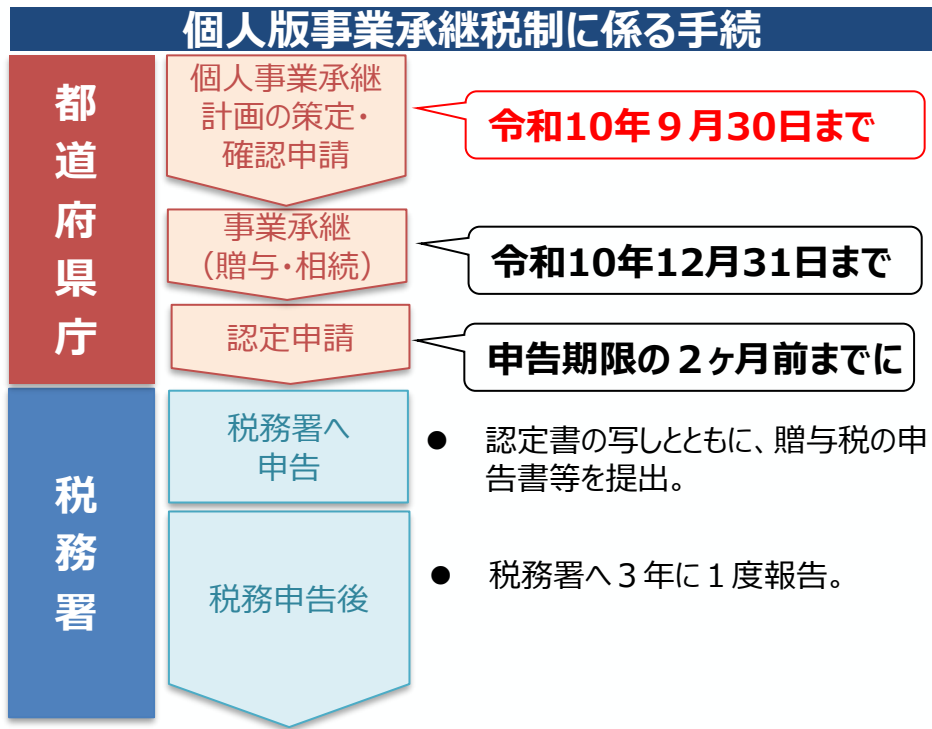 個人版事業承継税制に係る手続
都道府県庁
個人事業承継
計画の策定・
確認申請
令和10年９月30日まで
事業承継
（贈与・相続）
令和10年12月31日まで
認定申請
申告期限の２ヶ月前までに
税務署
税務署へ
申告
● 認定書の写しとともに、贈与税の申
告書等を提出。
税務申告後
● 税務署へ３年に１度報告。